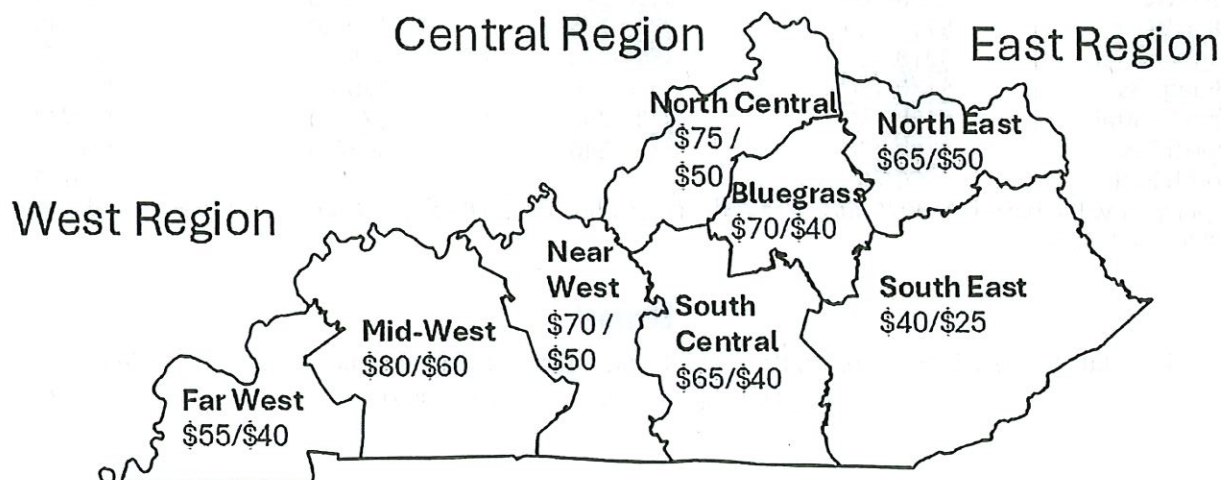 Central Region
East Region
West Region
North Central
$75 /
$50
North East
$65/$50
Bluegrass
$70/$40
Near
West
$70 /
$50
South East
$40/$25
South
Central
$65/$40
Mid-West
$80/$60
Far West
$55/$40